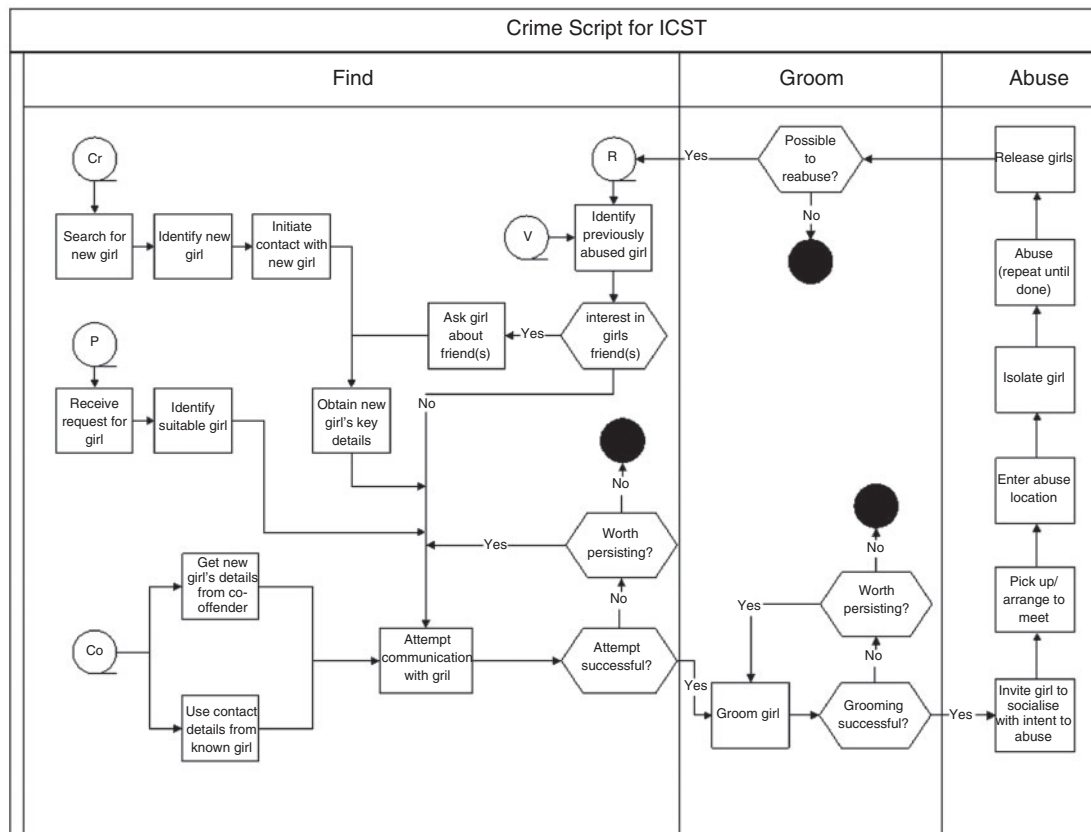 Crime Script for ICST
Find
Groom
Abuse
Cr
Search for
new girl
Identify new
girl
Initiate
contact with
new girl
R
V
Identify
previously
abused girl
interest in
girls
friend(s)
Yes
Ask girl
about
friend(s)
No
Obtain new
girl's key
details
P
Receive
request for
girl
Identify
suitable girl
Co
Get new
girl's details
from co-
offender
Use contact
details from
known girl
Attempt
communication
with gril
Attempt
successful?
No
Worth
persisting?
Yes
No
Yes
Groom girl
Grooming
successful?
No
Worth
persisting?
Yes
No
Yes
Invite girl to
socialise
with intent to
abuse
Pick up/
arrange to
meet
Enter abuse
location
Isolate girl
Abuse
(repeat until
done)
Release girls
Possible
to
reabuse?
Yes
No